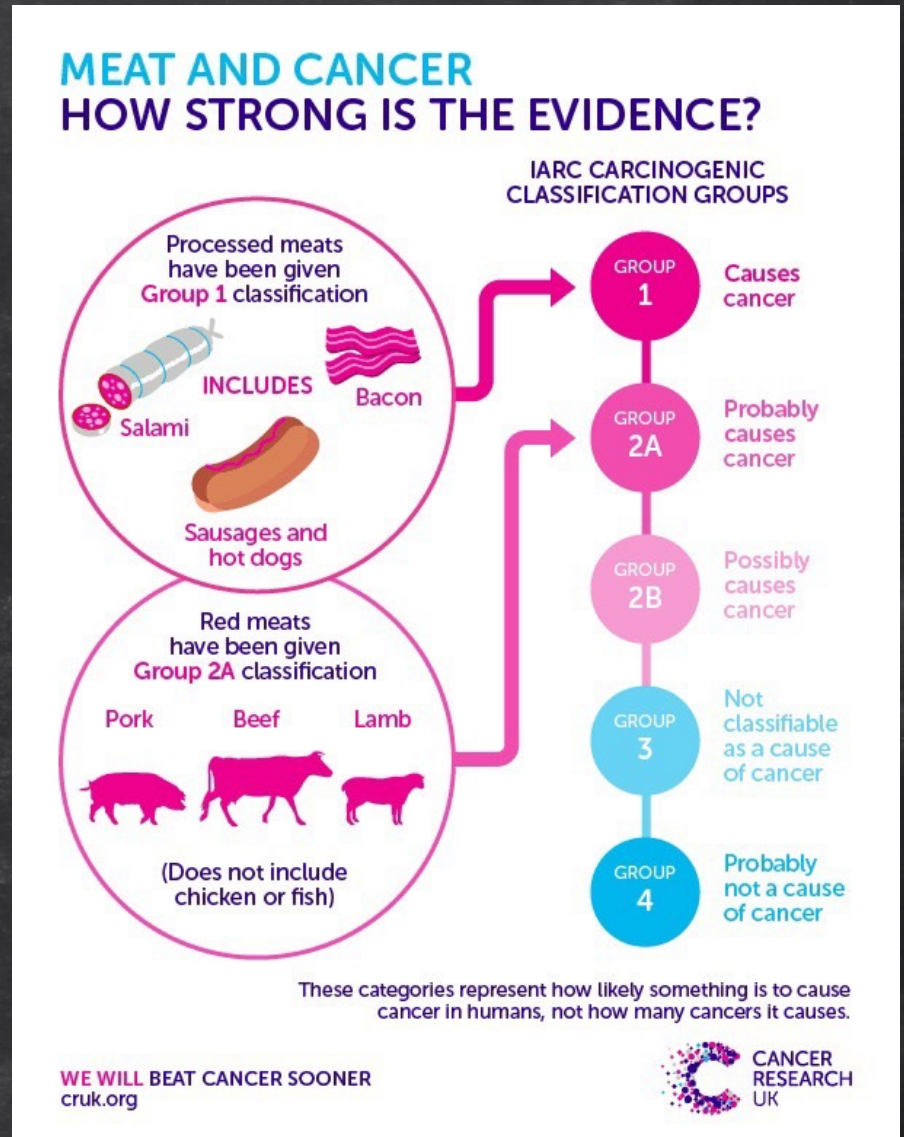 MEAT AND CANCER
HOW STRONG IS THE EVIDENCE?
IARC CARCINOGENIC
CLASSIFICATION GROUPS
Processed meats
have been given
Group 1 classification
INCLUDES
Salami
Bacon
Sausages and
hot dogs
Red meats
have been given
Group 2A classification
Pork Beef Lamb
(Does not include
chicken or fish)
GROUP
1
Causes
cancer
GROUP
2A
Probably
causes
cancer
GROUP
2B
Possibly
causes
cancer
GROUP
3
Not
classifiable
as a cause
of cancer
GROUP
4
Probably
not a cause
of cancer
These categories represent how likely something is to cause
cancer in humans, not how many cancers it causes.
WE WILL BEAT CANCER SOONER
cruk.org
CANCER
RESEARCH
UK